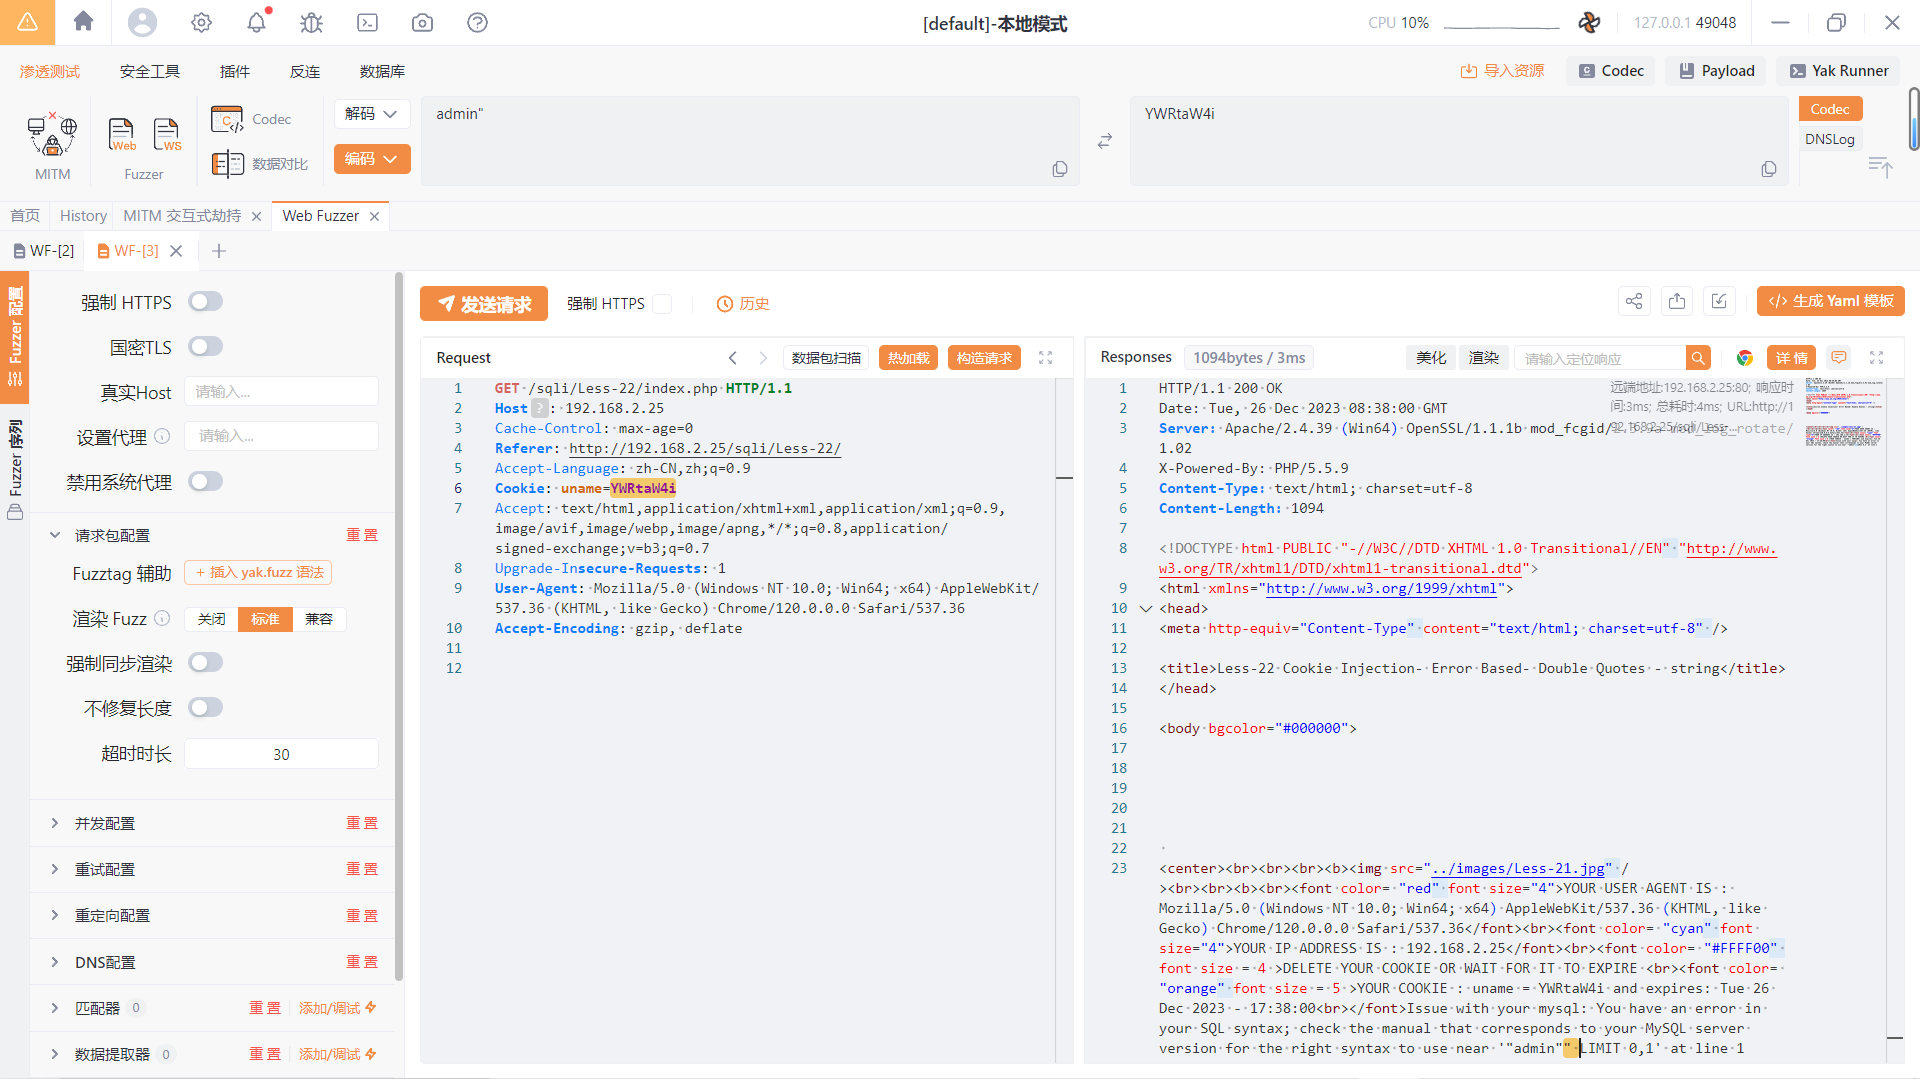 [default]-本地模式
CPU 10%
127.0.0.1 49048
渗透测试 安全工具 插件 反连 数据库
导入资源 Codec Payload Yak Runner
MITM
Web WS
Fuzzer
Codec
数据对比
解码
编码
admin"
YWRtaW4i
Codec
DNSLog
首页 History MITM 交互式劫持 Web Fuzzer
WF-[2] WF-[3]
Fuzzer 配置
Fuzzer 序列
强制 HTTPS
国密TLS
真实Host 请输入...
设置代理 请输入...
禁用系统代理
请求包配置 重置
Fuzztag 辅助 + 插入 yak.fuzz 语法
渲染 Fuzz 关闭 标准 兼容
强制同步渲染
不修复长度
超时时长 30
并发配置 重置
重试配置 重置
重定向配置 重置
DNS配置 重置
匹配器 0 重置 添加/调试
数据提取器 0 重置 添加/调试
发送请求 强制 HTTPS 历史
生成 Yaml 模板
Request 数据包扫描 热加载 构造请求
1 GET /sqli/Less-22/index.php HTTP/1.1
2 Host ? : 192.168.2.25
3 Cache-Control: max-age=0
4 Referer: http://192.168.2.25/sqli/Less-22/
5 Accept-Language: zh-CN,zh;q=0.9
6 Cookie: uname=YWRtaW4i
7 Accept: text/html,application/xhtml+xml,application/xml;q=0.9,
image/avif,image/webp,image/apng,*/*;q=0.8,application/
signed-exchange;v=b3;q=0.7
8 Upgrade-Insecure-Requests: 1
9 User-Agent: Mozilla/5.0 (Windows NT 10.0; Win64; x64) AppleWebKit/
537.36 (KHTML, like Gecko) Chrome/120.0.0.0 Safari/537.36
10 Accept-Encoding: gzip, deflate
11
12
Responses 1094bytes / 3ms 美化 渲染 请输入定位响应 详情
远端地址:192.168.2.25:80; 响应时
间:3ms; 总耗时:4ms; URL:http://1
92.168.2.25/sqli/Less-...
1 HTTP/1.1 200 OK
2 Date: Tue, 26 Dec 2023 08:38:00 GMT
3 Server: Apache/2.4.39 (Win64) OpenSSL/1.1.1b mod_fcgid/
1.02
4 X-Powered-By: PHP/5.5.9
5 Content-Type: text/html; charset=utf-8
6 Content-Length: 1094
7
8 <!DOCTYPE html PUBLIC "-//W3C//DTD XHTML 1.0 Transitional//EN" "http://www.
w3.org/TR/xhtml1/DTD/xhtml1-transitional.dtd">
9 <html xmlns="http://www.w3.org/1999/xhtml">
10 <head>
11 <meta http-equiv="Content-Type" content="text/html; charset=utf-8" />
12
13 <title>Less-22 Cookie Injection- Error Based- Double Quotes - string</title>
14 </head>
15
16 <body bgcolor="#000000">
17
18
19
20
21
22
23 <center><br><br><br><b><img src="../images/Less-21.jpg" /
><br><br><b><br><font color= "red" font size="4">YOUR USER AGENT IS :
Mozilla/5.0 (Windows NT 10.0; Win64; x64) AppleWebKit/537.36 (KHTML, like
Gecko) Chrome/120.0.0.0 Safari/537.36</font><br><font color= "cyan" font
size="4">YOUR IP ADDRESS IS : 192.168.2.25</font><br><font color= "#FFFF00"
font size = 4 >DELETE YOUR COOKIE OR WAIT FOR IT TO EXPIRE <br><font color=
"orange" font size = 5 >YOUR COOKIE : uname = YWRtaW4i and expires: Tue 26
Dec 2023 - 17:38:00<br></font>Issue with your mysql: You have an error in
your SQL syntax; check the manual that corresponds to your MySQL server
version for the right syntax to use near '"admin"" LIMIT 0,1' at line 1